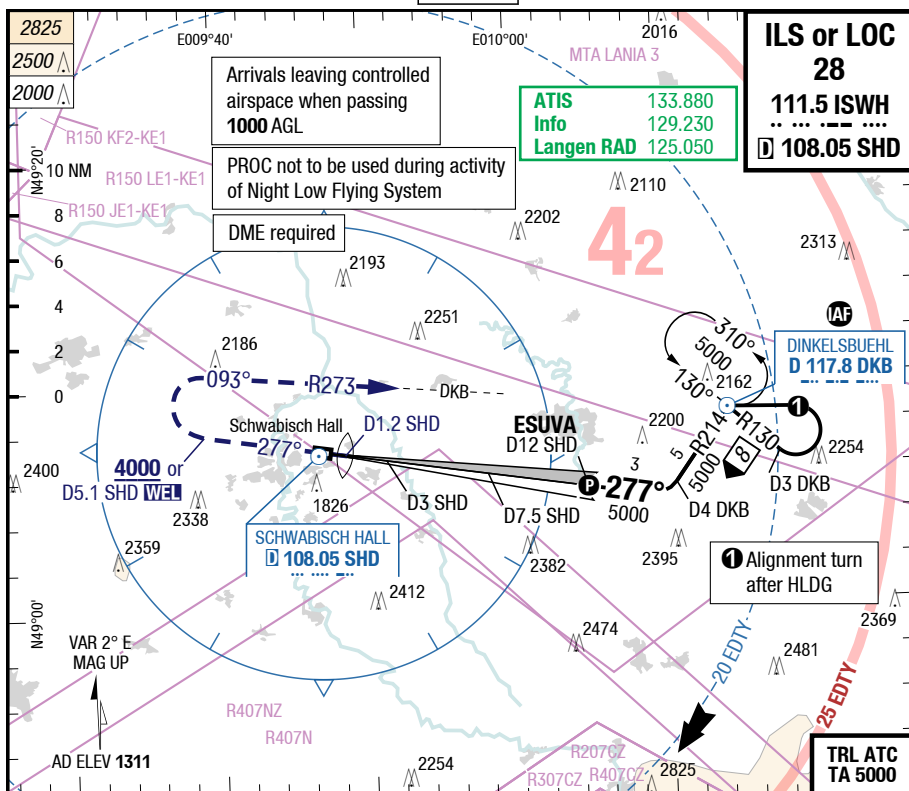 2825
2500
2000
E009°40'
E010°00'
2016
MTA LANIA 3
ILS or LOC
28
111.5 ISWH
D 108.05 SHD
Arrivals leaving controlled
airspace when passing
1000 AGL
ATIS 133.880
Info 129.230
Langen RAD 125.050
PROC not to be used during activity
of Night Low Flying System
DME required
R150 KF2-KE1
N49°20'
10 NM
R150 LE1-KE1
R150 JE1-KE1
8
6
4
2
0
2110
2202
42
2313
2193
2251
IAF
310°
5000
130°
DINKELSBUEHL
D 117.8 DKB
2186
2162
093°
R273
DKB
1
Schwabisch Hall
D1.2 SHD
ESUVA
D12 SHD
2200
R214
R130
2254
277°
3
5
8
5000
D3 DKB
2400
4000 or
D5.1 SHD WEL
P
277°
5000
D4 DKB
D3 SHD
D7.5 SHD
1826
2338
2395
SCHWABISCH HALL
D 108.05 SHD
2382
2359
1 Alignment turn
after HLDG
2412
2369
N49°00'
2474
2481
VAR 2° E
MAG UP
20 EDTY
25 EDTY
R407NZ
R407N
AD ELEV 1311
R207CZ
R307CZ
R407CZ
2254
2825
TRL ATC
TA 5000